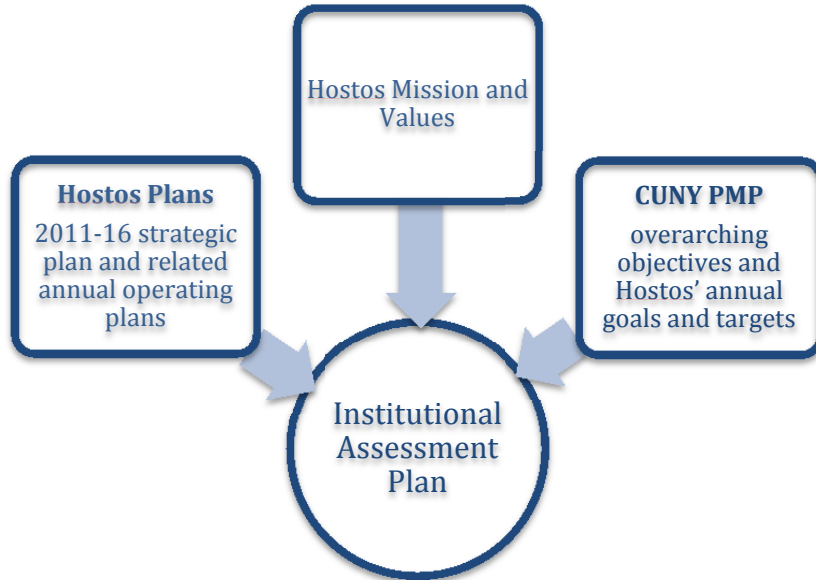 Hostos Mission and
Values
Hostos Plans
2011-16 strategic
plan and related
annual operating
plans
CUNY PMP
overarching
objectives and
Hostos’ annual
goals and targets
Institutional
Assessment
Plan